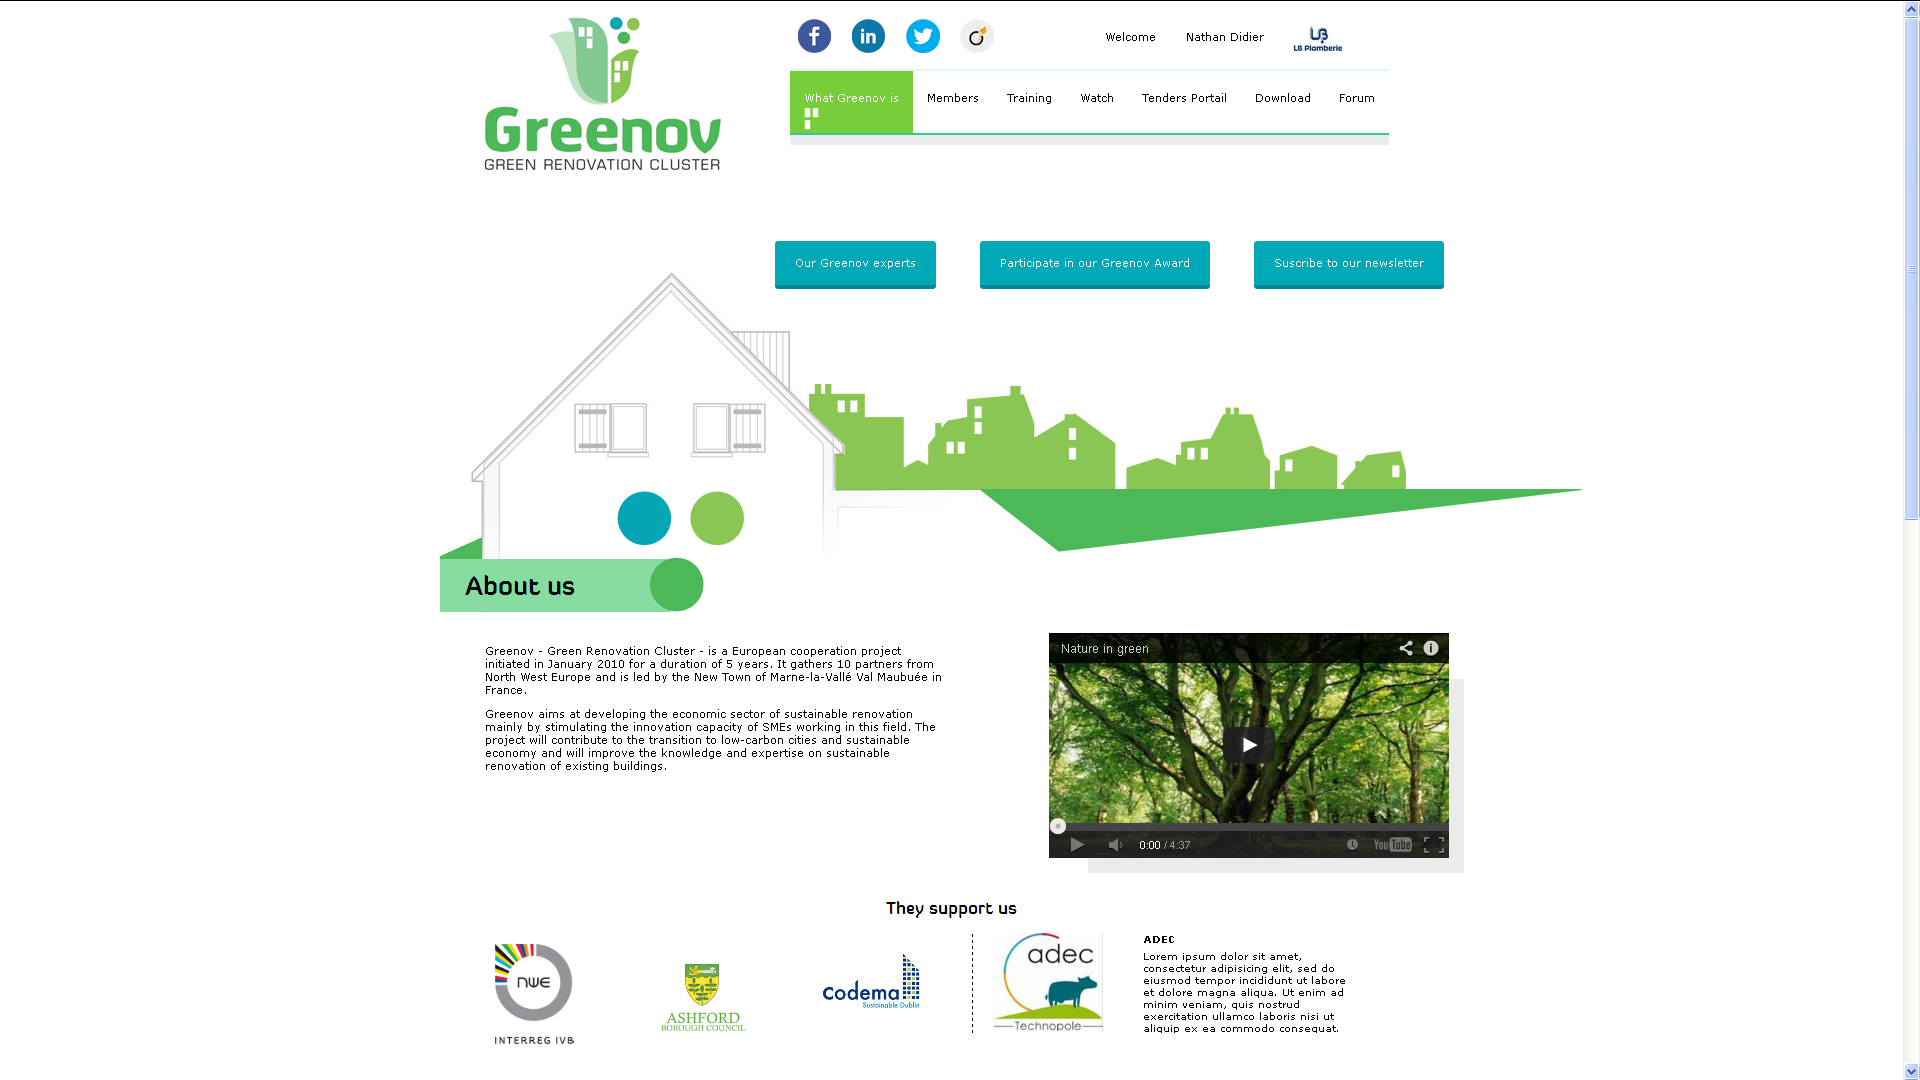 Greenov
GREEN RENOVATION CLUSTER
Welcome
Nathan Didier
LB Plomberie
What Greenov is
Members
Training
Watch
Tenders Portail
Download
Forum
Our Greenov experts
Participate in our Greenov Award
Suscribe to our newsletter
About us
Greenov - Green Renovation Cluster - is a European cooperation project
initiated in January 2010 for a duration of 5 years. It gathers 10 partners from
North West Europe and is led by the New Town of Marne-la-Vallé Val Maubuée in
France.
Greenov aims at developing the economic sector of sustainable renovation
mainly by stimulating the innovation capacity of SMEs working in this field. The
project will contribute to the transition to low-carbon cities and sustainable
economy and will improve the knowledge and expertise on sustainable
renovation of existing buildings.
Nature in green
0:00 / 4:37
YouTube
They support us
NWE
INTERREG IVB
ASHFORD
BOROUGH COUNCIL
codema
Sustainable Dublin
adec
Technopole
ADEC
Lorem ipsum dolor sit amet,
consectetur adipisicing elit, sed do
eiusmod tempor incididunt ut labore
et dolore magna aliqua. Ut enim ad
minim veniam, quis nostrud
exercitation ullamco laboris nisi ut
aliquip ex ea commodo consequat.